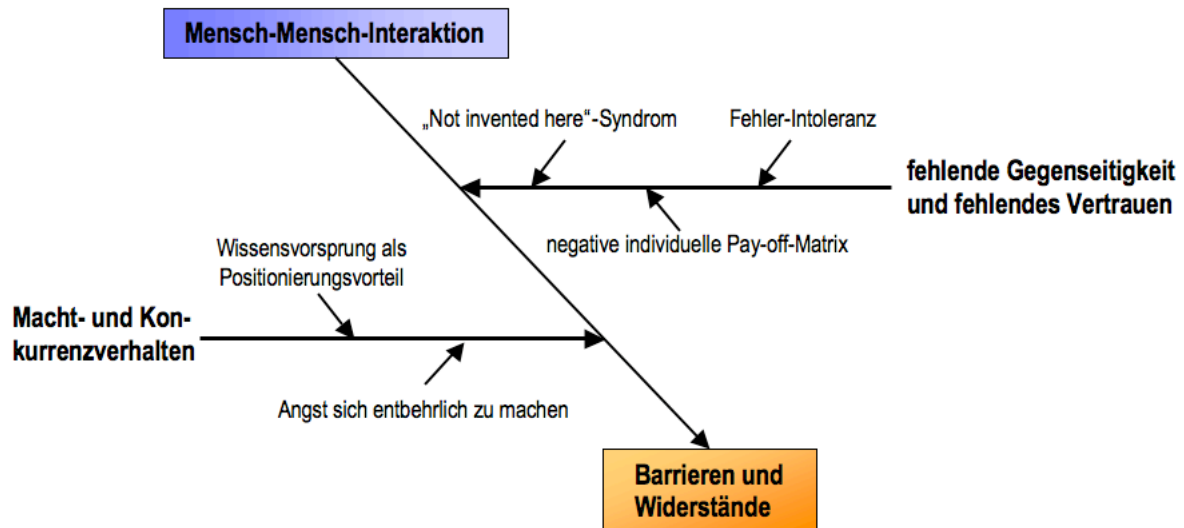 Mensch-Mensch-Interaktion
„Not invented here“-Syndrom
Fehler-Intoleranz
fehlende Gegenseitigkeit
und fehlendes Vertrauen
negative individuelle Pay-off-Matrix
Wissensvorsprung als
Positionierungsvorteil
Macht- und Kon-
kurrenzverhalten
Angst sich entbehrlich zu machen
Barrieren und
Widerstände